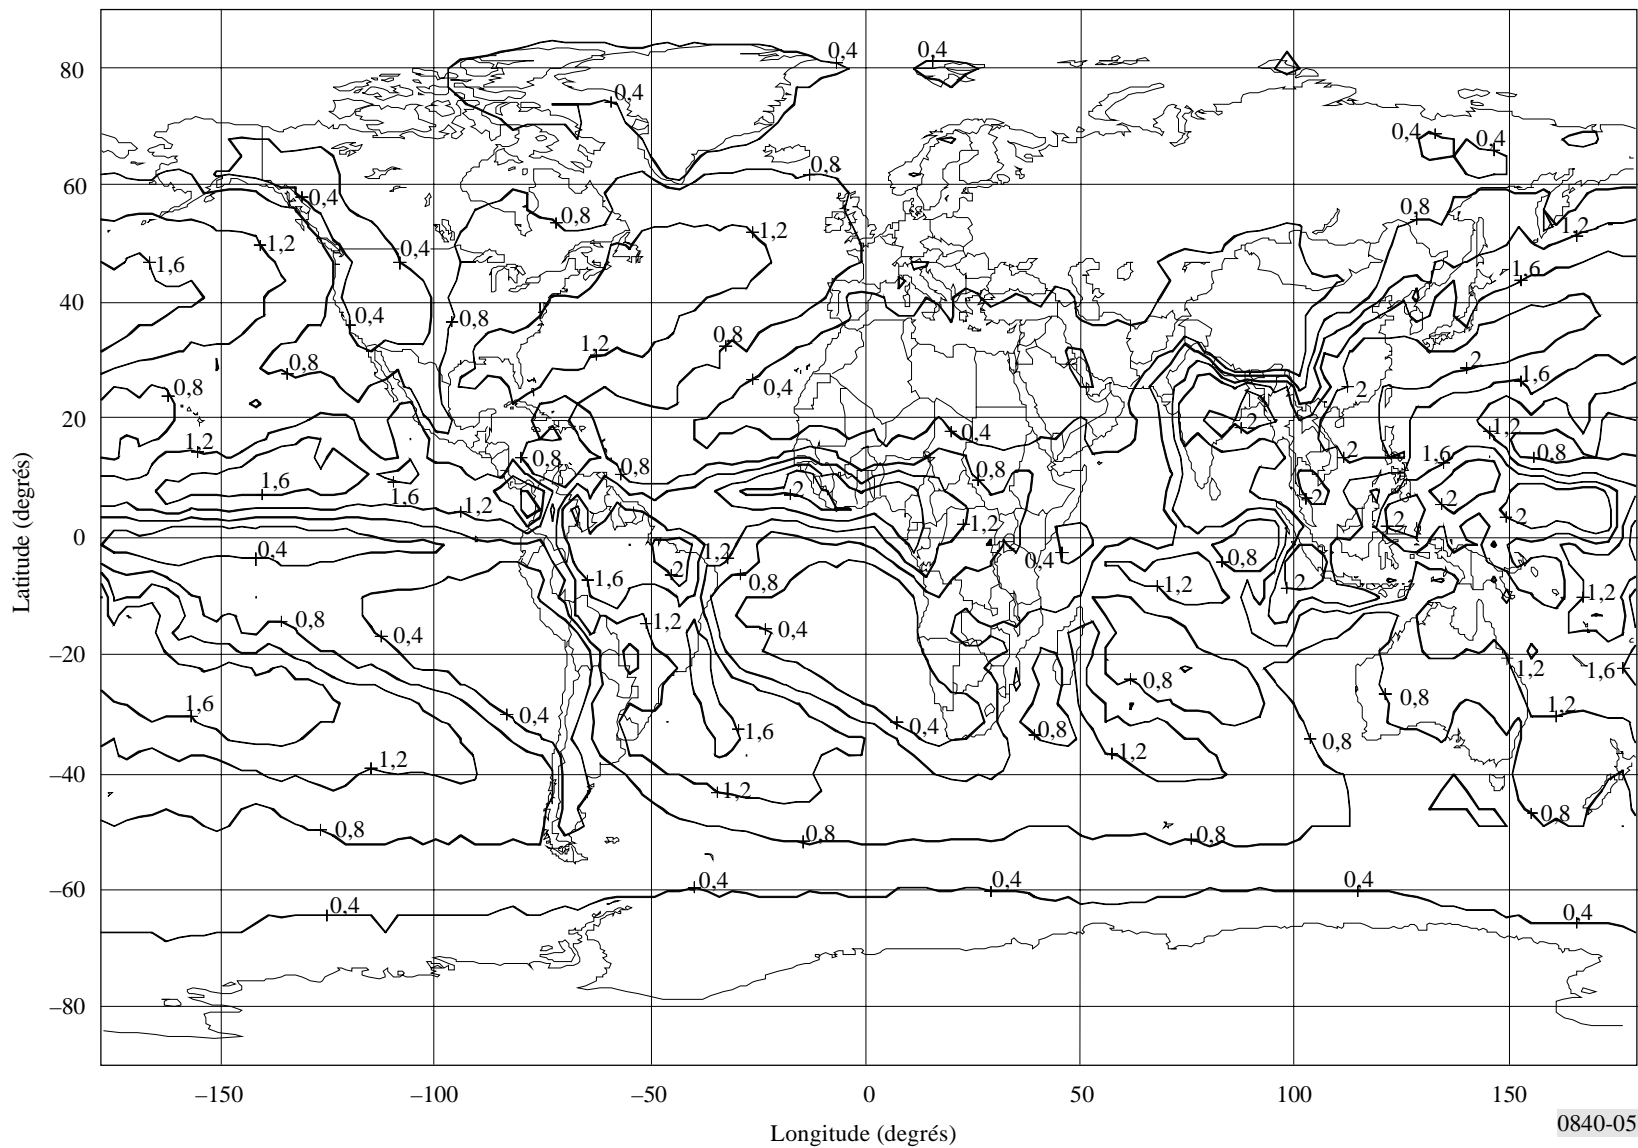 0,4 0,4
80
0,4
0,4 0,4
0,8
60
0,4 0,8 0,8
1,2 0,4 1,2 1,2
1,6 1,6
40
0,4 0,8
1,2 0,8
0,8 0,4 2 1,6
0,8 2
20
1,2 0,4 2 1,2
0,8 0,8 0,8 2 1,6 0,8
1,6 1,6 2 2 2
1,2 1,2 2 2
0
0,4 1,2 0,4 0,8
1,6 2 0,8 1,2 2 1,2
0,8 0,4 1,2 0,4
–20
0,8 1,2 1,6
1,6 0,4 1,6 0,4 0,8 0,8 1,2
1,2 1,2 0,8
–40
1,2
0,8 0,8 0,8 0,8
–60
0,4 0,4 0,4
0,4 0,4
–80
–150 –100 –50 0 50 100 150
Latitude (degrés)
Longitude (degrés)
0840-05